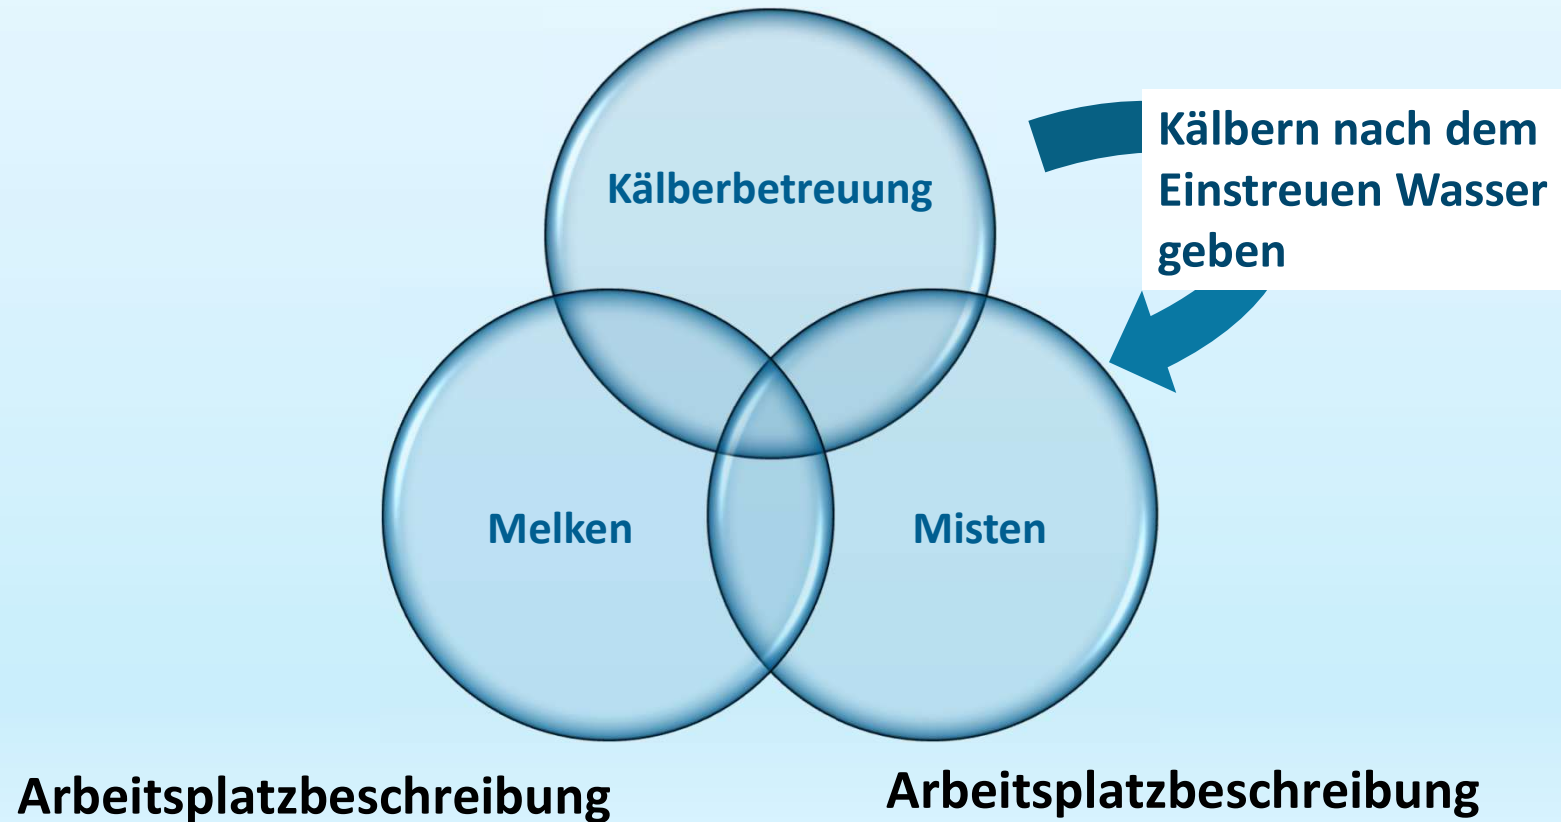 Kälberbetreuung
Kälbern nach dem
Einstreuen Wasser
geben
Melken
Misten
Arbeitsplatzbeschreibung
Arbeitsplatzbeschreibung